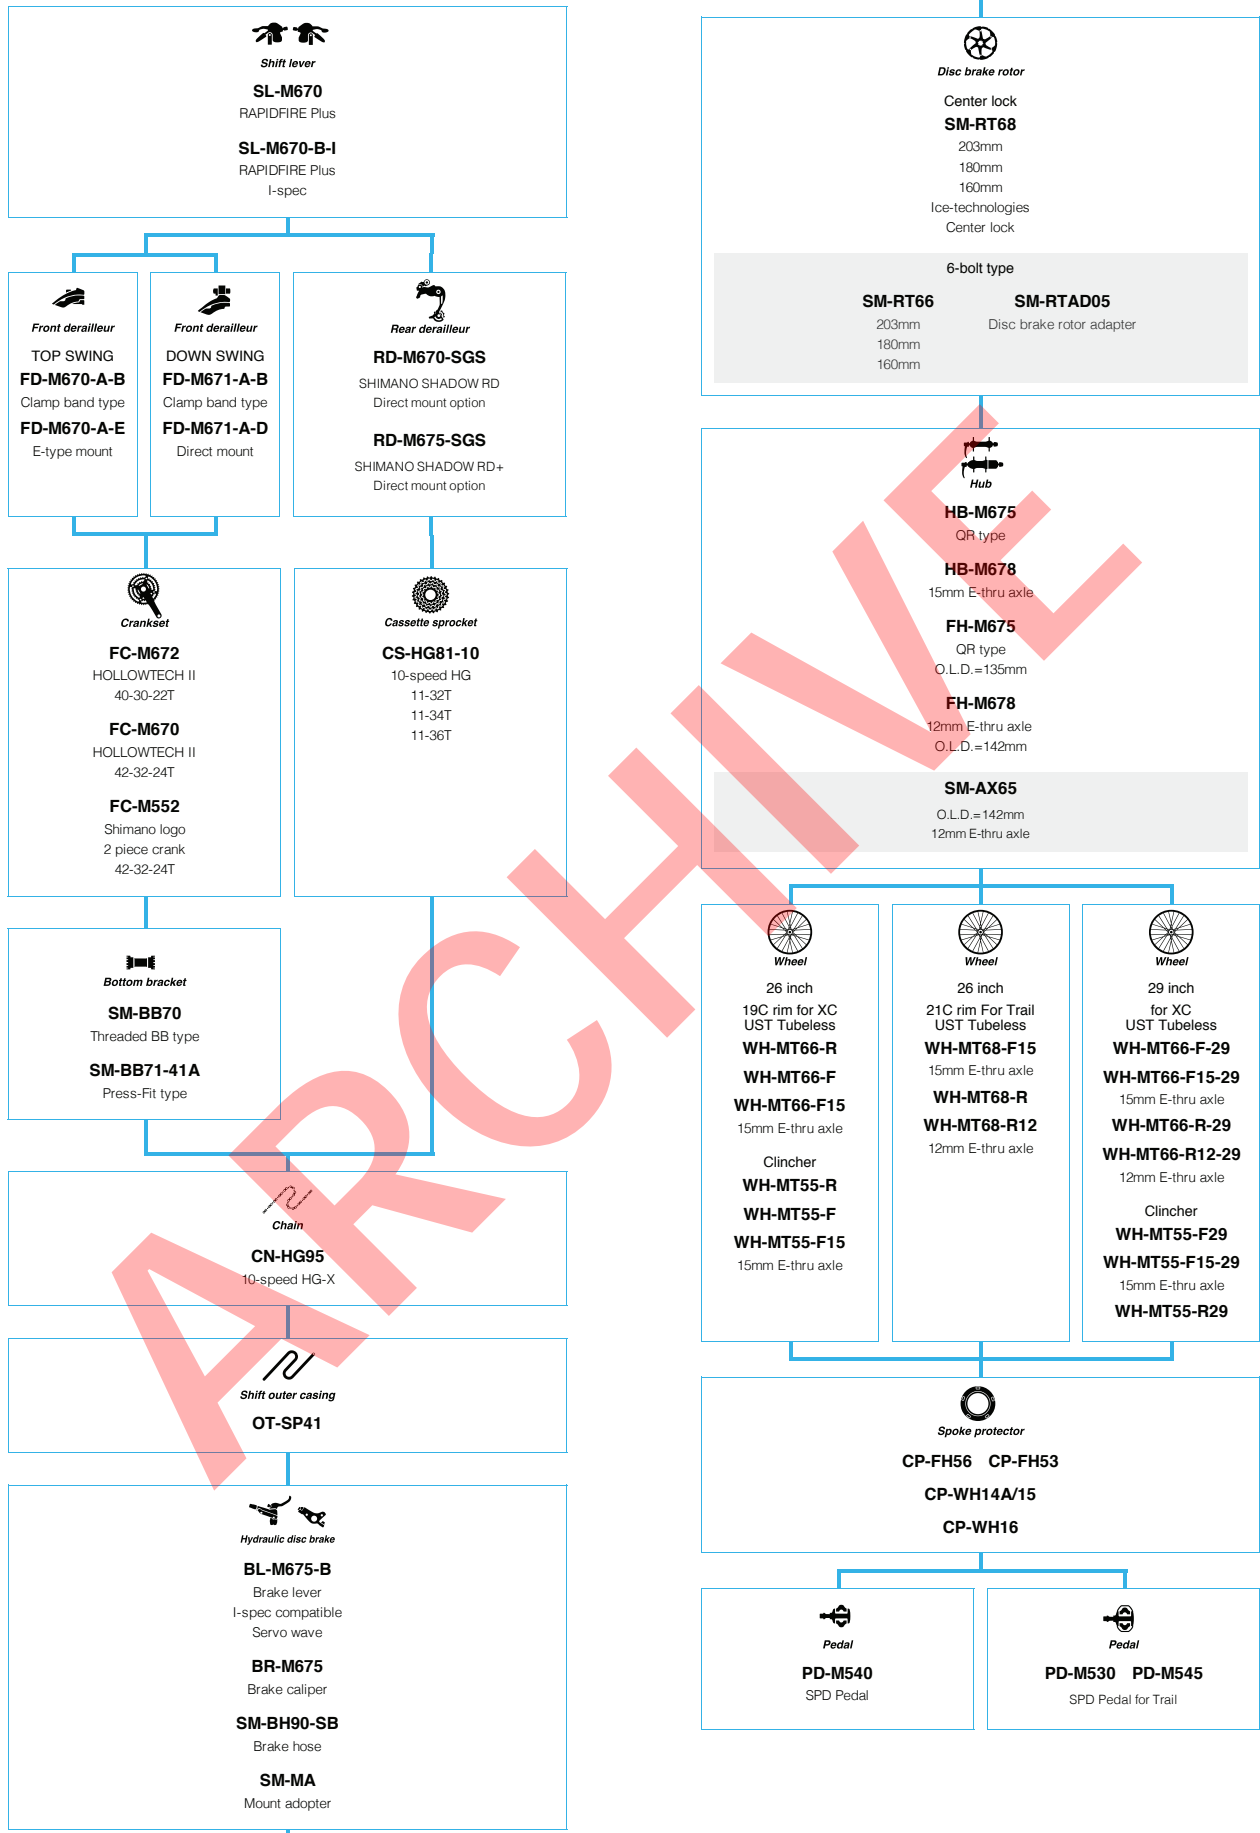 Shift lever
SL-M670
RAPIDFIRE Plus
SL-M670-B-I
RAPIDFIRE Plus
I-spec
Front derailleur
TOP SWING
FD-M670-A-B
Clamp band type
FD-M670-A-E
E-type mount
Front derailleur
DOWN SWING
FD-M671-A-B
Clamp band type
FD-M671-A-D
Direct mount
Rear derailleur
RD-M670-SGS
SHIMANO SHADOW RD
Direct mount option
RD-M675-SGS
SHIMANO SHADOW RD+
Direct mount option
Crankset
FC-M672
HOLLOWTECH II
40-30-22T
FC-M670
HOLLOWTECH II
42-32-24T
FC-M552
Shimano logo
2 piece crank
42-32-24T
Cassette sprocket
CS-HG81-10
10-speed HG
11-32T
11-34T
11-36T
Bottom bracket
SM-BB70
Threaded BB type
SM-BB71-41A
Press-Fit type
Chain
CN-HG95
10-speed HG-X
Shift outer casing
OT-SP41
Hydraulic disc brake
BL-M675-B
Brake lever
I-spec compatible
Servo wave
BR-M675
Brake caliper
SM-BH90-SB
Brake hose
SM-MA
Mount adopter
Disc brake rotor
Center lock
SM-RT68
203mm
180mm
160mm
Ice-technologies
Center lock
6-bolt type
SM-RT66
203mm
180mm
160mm
SM-RTAD05
Disc brake rotor adapter
Hub
HB-M675
QR type
HB-M678
15mm E-thru axle
FH-M675
QR type
O.L.D.=135mm
FH-M678
12mm E-thru axle
O.L.D.=142mm
SM-AX65
O.L.D.=142mm
12mm E-thru axle
Wheel
26 inch
19C rim for XC
UST Tubeless
WH-MT66-R
WH-MT66-F
WH-MT66-F15
15mm E-thru axle
Clincher
WH-MT55-R
WH-MT55-F
WH-MT55-F15
15mm E-thru axle
Wheel
26 inch
21C rim For Trail
UST Tubeless
WH-MT68-F15
15mm E-thru axle
WH-MT68-R
WH-MT68-R12
12mm E-thru axle
Wheel
29 inch
for XC
UST Tubeless
WH-MT66-F-29
WH-MT66-F15-29
15mm E-thru axle
WH-MT66-R-29
WH-MT66-R12-29
12mm E-thru axle
Clincher
WH-MT55-F29
WH-MT55-F15-29
15mm E-thru axle
WH-MT55-R29
Spoke protector
CP-FH56 CP-FH53
CP-WH14A/15
CP-WH16
Pedal
PD-M540
SPD Pedal
Pedal
PD-M530 PD-M545
SPD Pedal for Trail
ARCHIVE